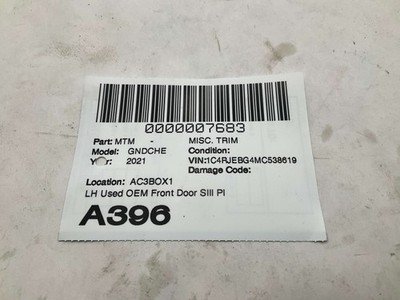 0000007683
Part: MTM - MISC. TRIM
Model: GNDCHE Condition:
Year: 2021 VIN:1C4RJEBG4MC538619
Damage Code:
Location: AC3BOX1
LH Used OEM Front Door Slll Pl
A396